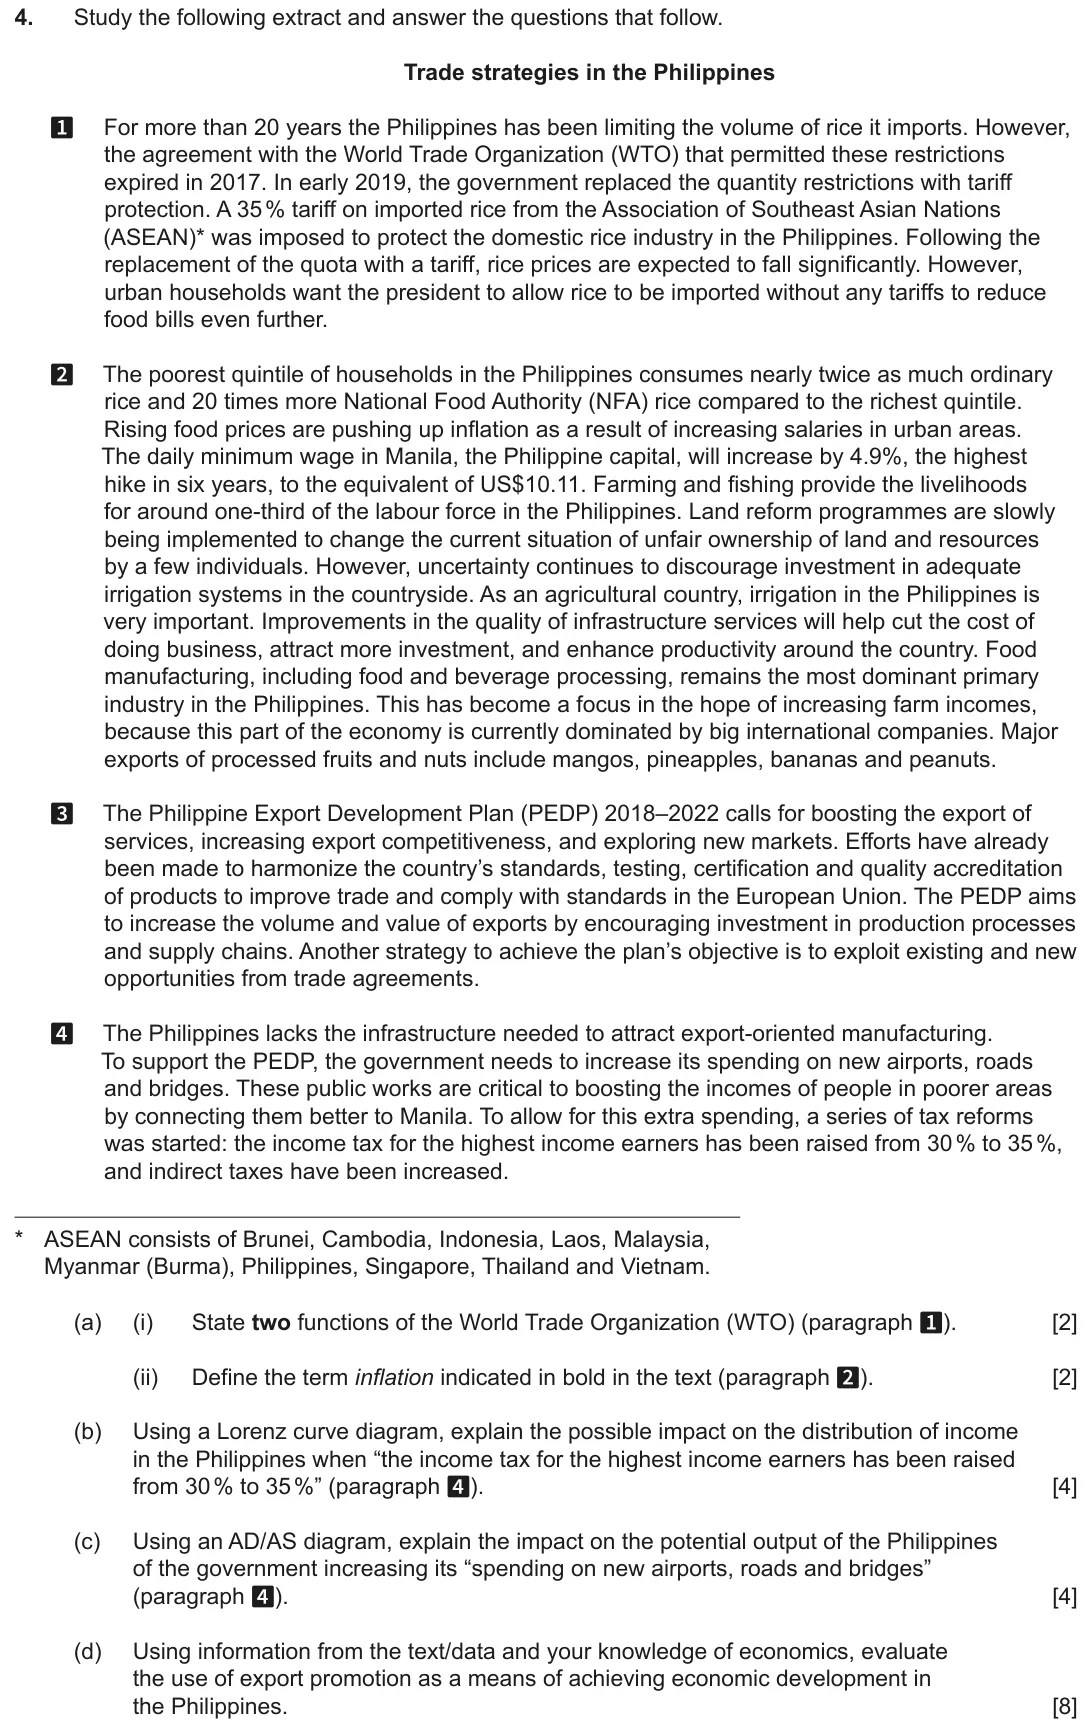 4. Study the following extract and answer the questions that follow.
Trade strategies in the Philippines
1 For more than 20 years the Philippines has been limiting the volume of rice it imports. However,
the agreement with the World Trade Organization (WTO) that permitted these restrictions
expired in 2017. In early 2019, the government replaced the quantity restrictions with tariff
protection. A 35 % tariff on imported rice from the Association of Southeast Asian Nations
(ASEAN)* was imposed to protect the domestic rice industry in the Philippines. Following the
replacement of the quota with a tariff, rice prices are expected to fall significantly. However,
urban households want the president to allow rice to be imported without any tariffs to reduce
food bills even further.
2 The poorest quintile of households in the Philippines consumes nearly twice as much ordinary
rice and 20 times more National Food Authority (NFA) rice compared to the richest quintile.
Rising food prices are pushing up inflation as a result of increasing salaries in urban areas.
The daily minimum wage in Manila, the Philippine capital, will increase by 4.9%, the highest
hike in six years, to the equivalent of US$10.11. Farming and fishing provide the livelihoods
for around one-third of the labour force in the Philippines. Land reform programmes are slowly
being implemented to change the current situation of unfair ownership of land and resources
by a few individuals. However, uncertainty continues to discourage investment in adequate
irrigation systems in the countryside. As an agricultural country, irrigation in the Philippines is
very important. Improvements in the quality of infrastructure services will help cut the cost of
doing business, attract more investment, and enhance productivity around the country. Food
manufacturing, including food and beverage processing, remains the most dominant primary
industry in the Philippines. This has become a focus in the hope of increasing farm incomes,
because this part of the economy is currently dominated by big international companies. Major
exports of processed fruits and nuts include mangos, pineapples, bananas and peanuts.
3 The Philippine Export Development Plan (PEDP) 2018–2022 calls for boosting the export of
services, increasing export competitiveness, and exploring new markets. Efforts have already
been made to harmonize the country's standards, testing, certification and quality accreditation
of products to improve trade and comply with standards in the European Union. The PEDP aims
to increase the volume and value of exports by encouraging investment in production processes
and supply chains. Another strategy to achieve the plan's objective is to exploit existing and new
opportunities from trade agreements.
4 The Philippines lacks the infrastructure needed to attract export-oriented manufacturing.
To support the PEDP, the government needs to increase its spending on new airports, roads
and bridges. These public works are critical to boosting the incomes of people in poorer areas
by connecting them better to Manila. To allow for this extra spending, a series of tax reforms
was started: the income tax for the highest income earners has been raised from 30 % to 35 %,
and indirect taxes have been increased.
* ASEAN consists of Brunei, Cambodia, Indonesia, Laos, Malaysia,
Myanmar (Burma), Philippines, Singapore, Thailand and Vietnam.
(a) (i) State two functions of the World Trade Organization (WTO) (paragraph 1). [2]
(ii) Define the term inflation indicated in bold in the text (paragraph 2). [2]
(b) Using a Lorenz curve diagram, explain the possible impact on the distribution of income
in the Philippines when “the income tax for the highest income earners has been raised
from 30 % to 35 %” (paragraph 4). [4]
(c) Using an AD/AS diagram, explain the impact on the potential output of the Philippines
of the government increasing its “spending on new airports, roads and bridges”
(paragraph 4). [4]
(d) Using information from the text/data and your knowledge of economics, evaluate
the use of export promotion as a means of achieving economic development in
the Philippines. [8]